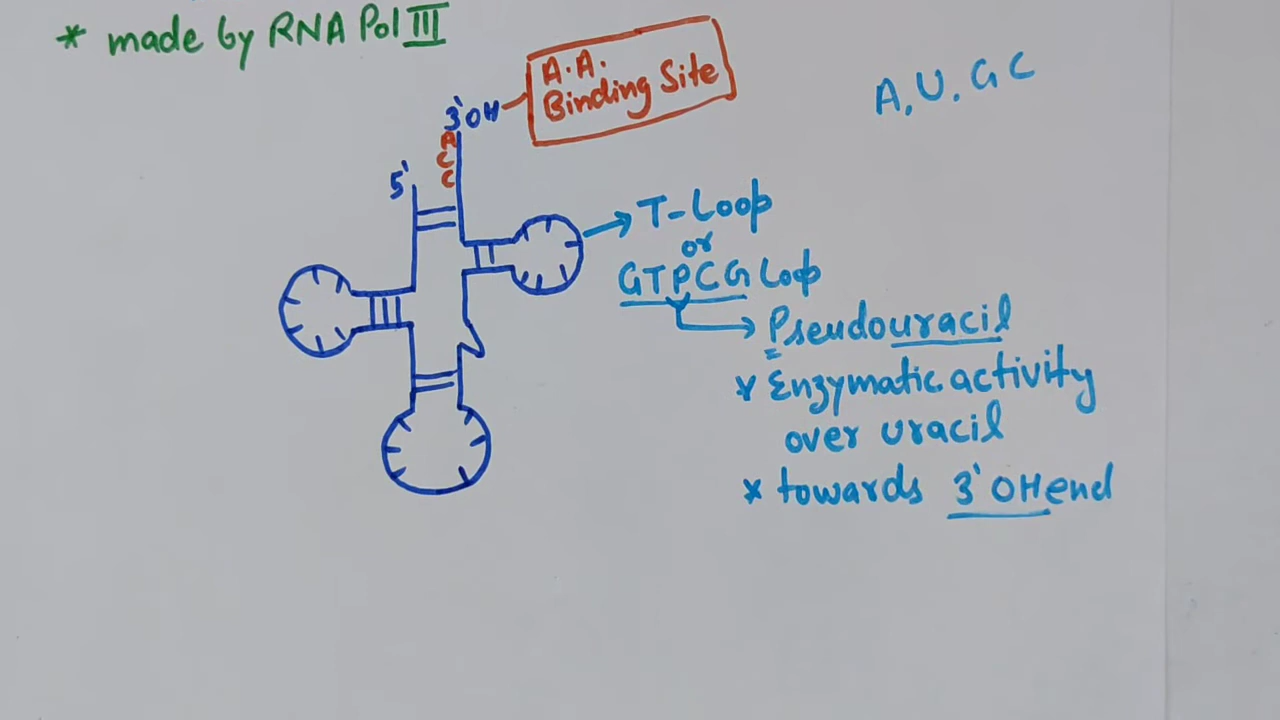 * made by RNA Pol III
A.A.
Binding Site
A, U, G C
3' OH
A
C
C
5'
T-Loop
or
GTPCG Loop
Pseudouracil
* Enzymatic activity
over uracil
* towards 3' OH end